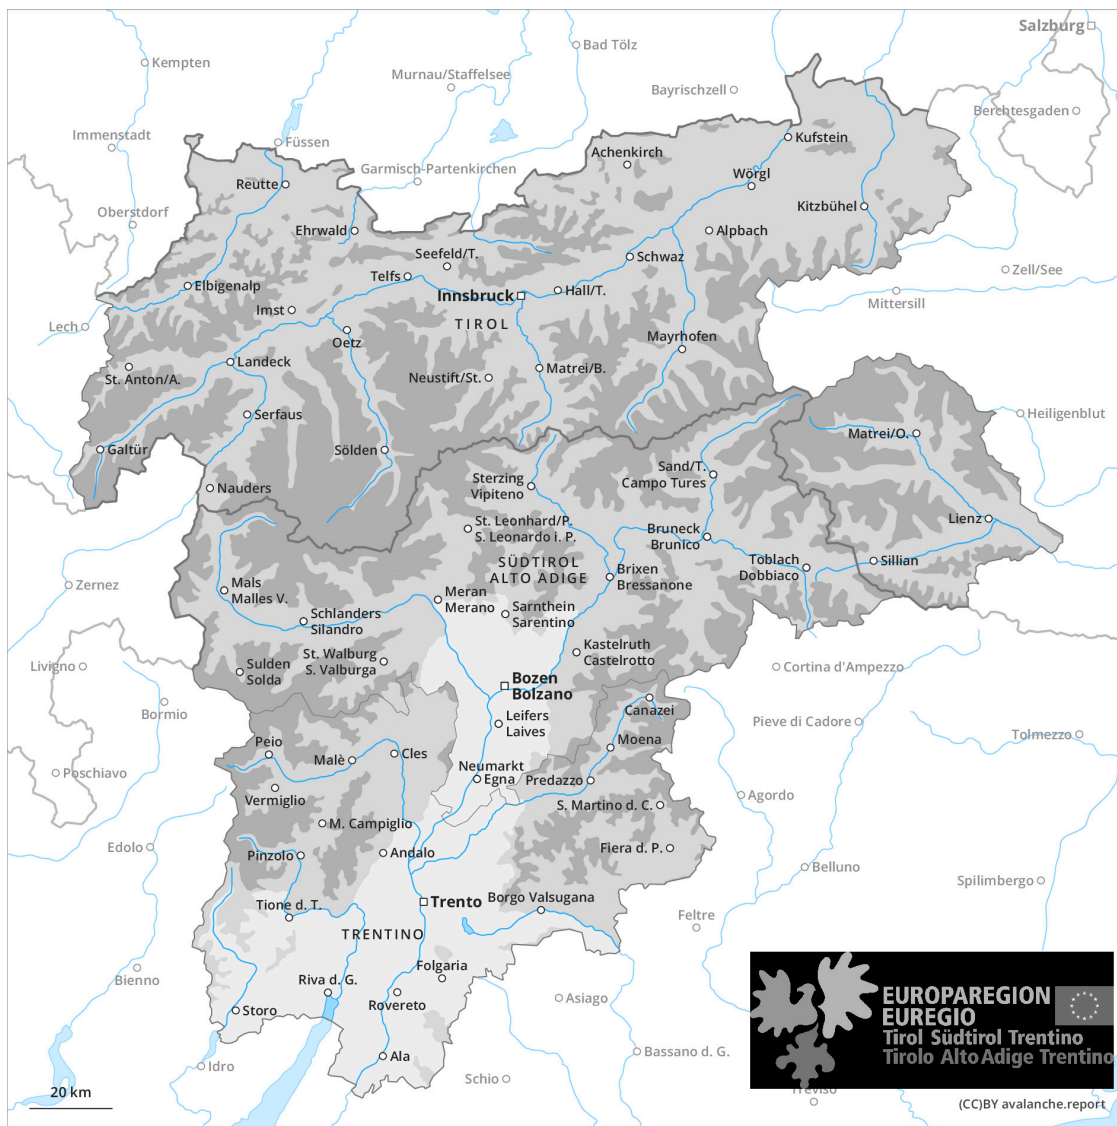 Salzburg
Bad Tölz
Kempten
Murnau/Staffelsee
Bayrischzell
Berchtesgaden
Immenstadt
Füssen
Kufstein
Achenkirch
Garmisch-Partenkirchen
Wörgl
Reutte
Oberstdorf
Kitzbühel
Ehrwald
Alpbach
Seefeld/T.
Schwaz
Zell/See
Telfs
Elbigenalp
Hall/T.
Innsbruck
Mittersill
Imst
TIROL
Lech
Oetz
Mayrhofen
Landeck
Matrei/B.
St. Anton/A.
Neustift/St.
Serfaus
Heiligenblut
Matrei/O.
Galtür
Sölden
Sand/T.
Campo Tures
Sterzing
Vipiteno
Nauders
St. Leonhard/P.
S. Leonardo i. P.
Lienz
Bruneck
Brunico
SÜDTIROL
ALTO ADIGE
Toblach
Dobbiaco
Sillian
Brixen
Bressanone
Zernez
Mals
Malles V.
Meran
Merano
Schlanders
Silandro
Sarnthein
Sarentino
Kastelruth
Castelrotto
St. Walburg
S. Valburga
Livigno
Sulden
Solda
Cortina d'Ampezzo
Bozen
Bolzano
Canazei
Bormio
Leifers
Laives
Pieve di Cadore
Moena
Tolmezzo
Peio
Cles
Malè
Poschiavo
Neumarkt
Egna
Predazzo
Vermiglio
Agordo
S. Martino d. C.
M. Campiglio
Edolo
Fiera d. P.
Andalo
Pinzolo
Belluno
Spilimbergo
Borgo Valsugana
Trento
Tione d. T.
Feltre
TRENTINO
Folgaria
Bienno
Riva d. G.
Rovereto
Asiago
EUROPAREGION
EUREGIO
Tirol Südtirol Trentino
Tirolo Alto Adige Trentino
Storo
Ala
Bassano d. G.
Idro
Schio
Treviso
20 km
(CC)BY avalanche.report